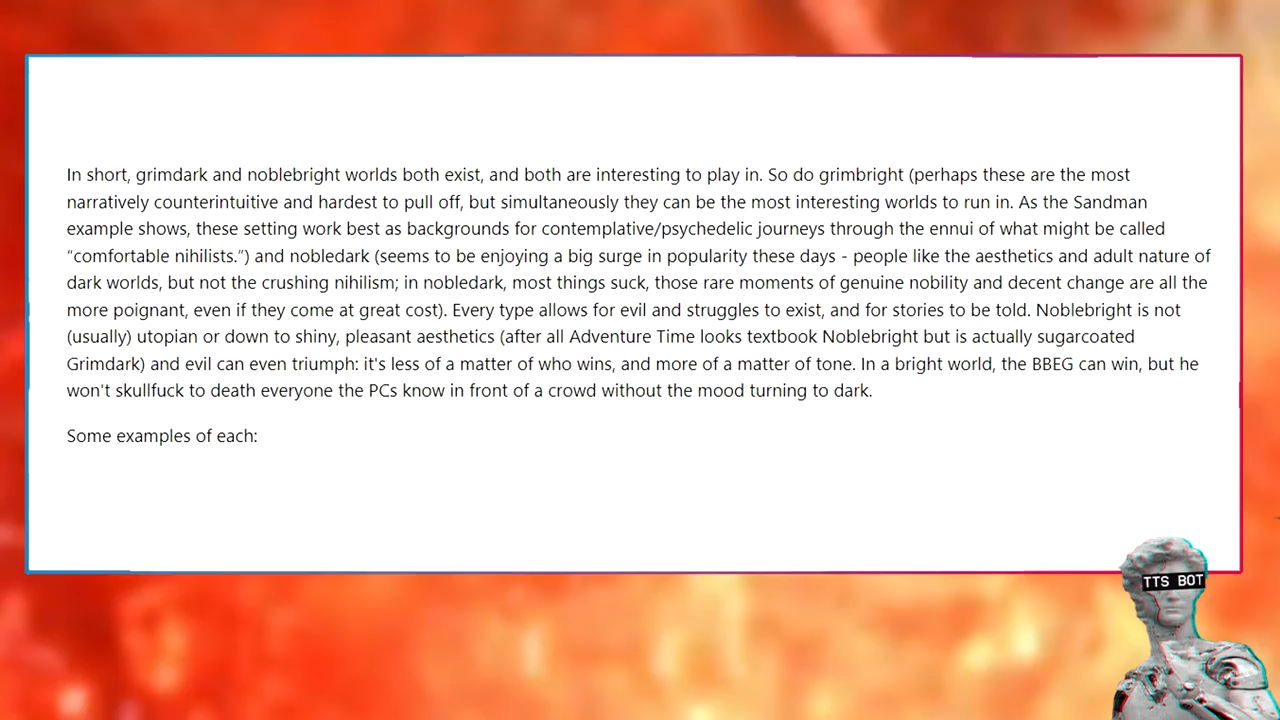 In short, grimdark and noblebright worlds both exist, and both are interesting to play in. So do grimbright (perhaps these are the most
narratively counterintuitive and hardest to pull off, but simultaneously they can be the most interesting worlds to run in. As the Sandman
example shows, these setting work best as backgrounds for contemplative/psychedelic journeys through the ennui of what might be called
“comfortable nihilists.”) and nobledark (seems to be enjoying a big surge in popularity these days - people like the aesthetics and adult nature of
dark worlds, but not the crushing nihilism; in nobledark, most things suck, those rare moments of genuine nobility and decent change are all the
more poignant, even if they come at great cost). Every type allows for evil and struggles to exist, and for stories to be told. Noblebright is not
(usually) utopian or down to shiny, pleasant aesthetics (after all Adventure Time looks textbook Noblebright but is actually sugarcoated
Grimdark) and evil can even triumph: it's less of a matter of who wins, and more of a matter of tone. In a bright world, the BBEG can win, but he
won't skullfuck to death everyone the PCs know in front of a crowd without the mood turning to dark.
Some examples of each:
TTS BOT